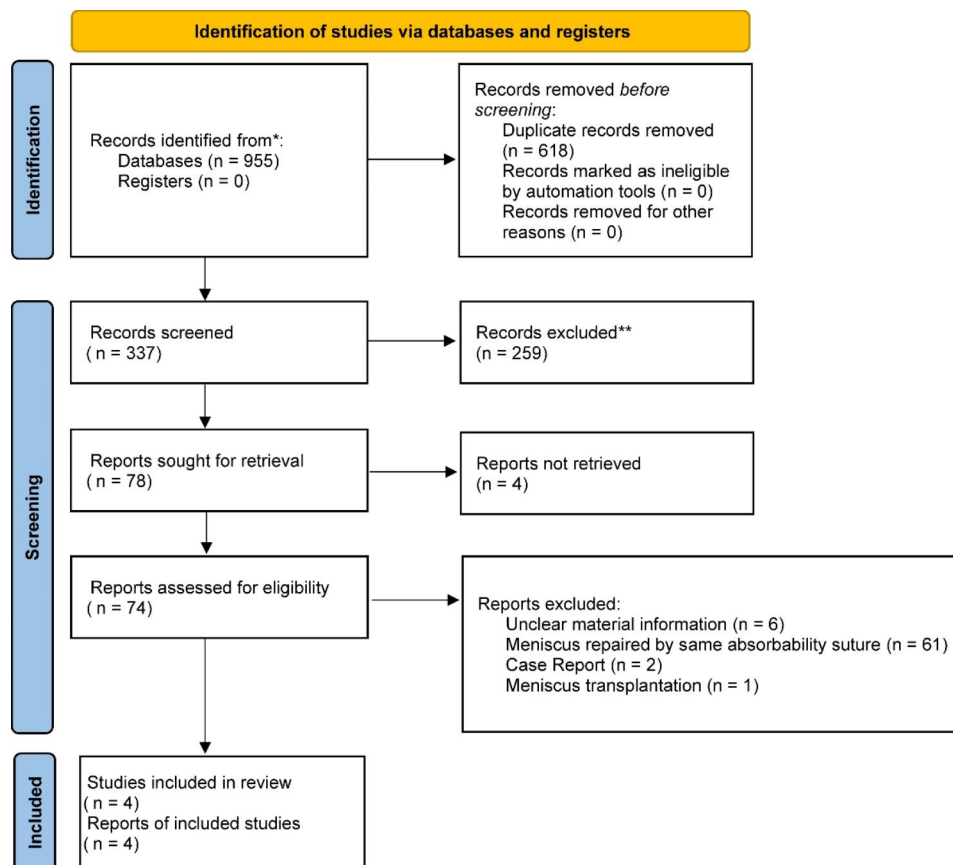 Identification of studies via databases and registers
Identification
Records identified from*:
Databases (n = 955)
Registers (n = 0)
Records removed before
screening:
Duplicate records removed
(n = 618)
Records marked as ineligible
by automation tools (n = 0)
Records removed for other
reasons (n = 0)
Screening
Records screened
( n = 337)
Records excluded**
(n = 259)
Reports sought for retrieval
( n = 78)
Reports not retrieved
( n = 4)
Reports assessed for eligibility
( n = 74)
Reports excluded:
Unclear material information (n = 6)
Meniscus repaired by same absorbability suture (n = 61)
Case Report (n = 2)
Meniscus transplantation (n = 1)
Included
Studies included in review
( n = 4)
Reports of included studies
( n = 4)